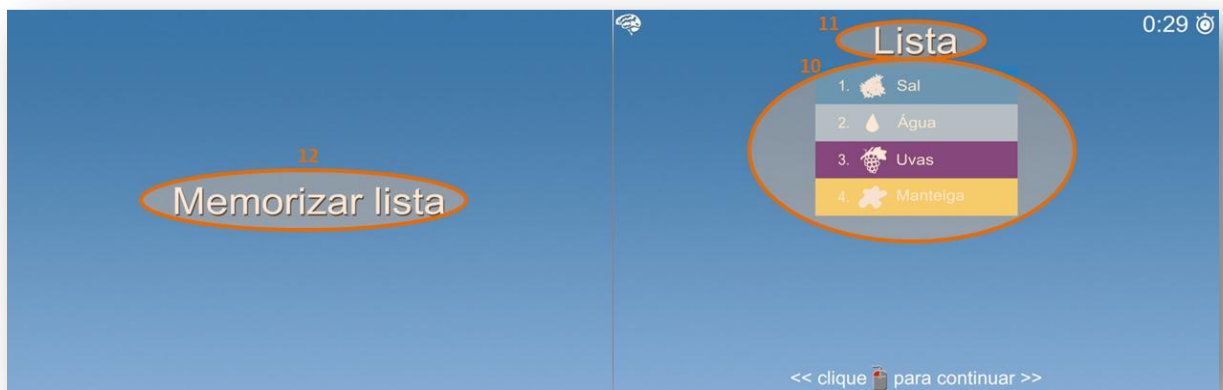 12
Memorizar lista
11
Lista
0:29
10
1. Sal
2. Água
3. Uvas
4. Manteiga
<< clique para continuar >>